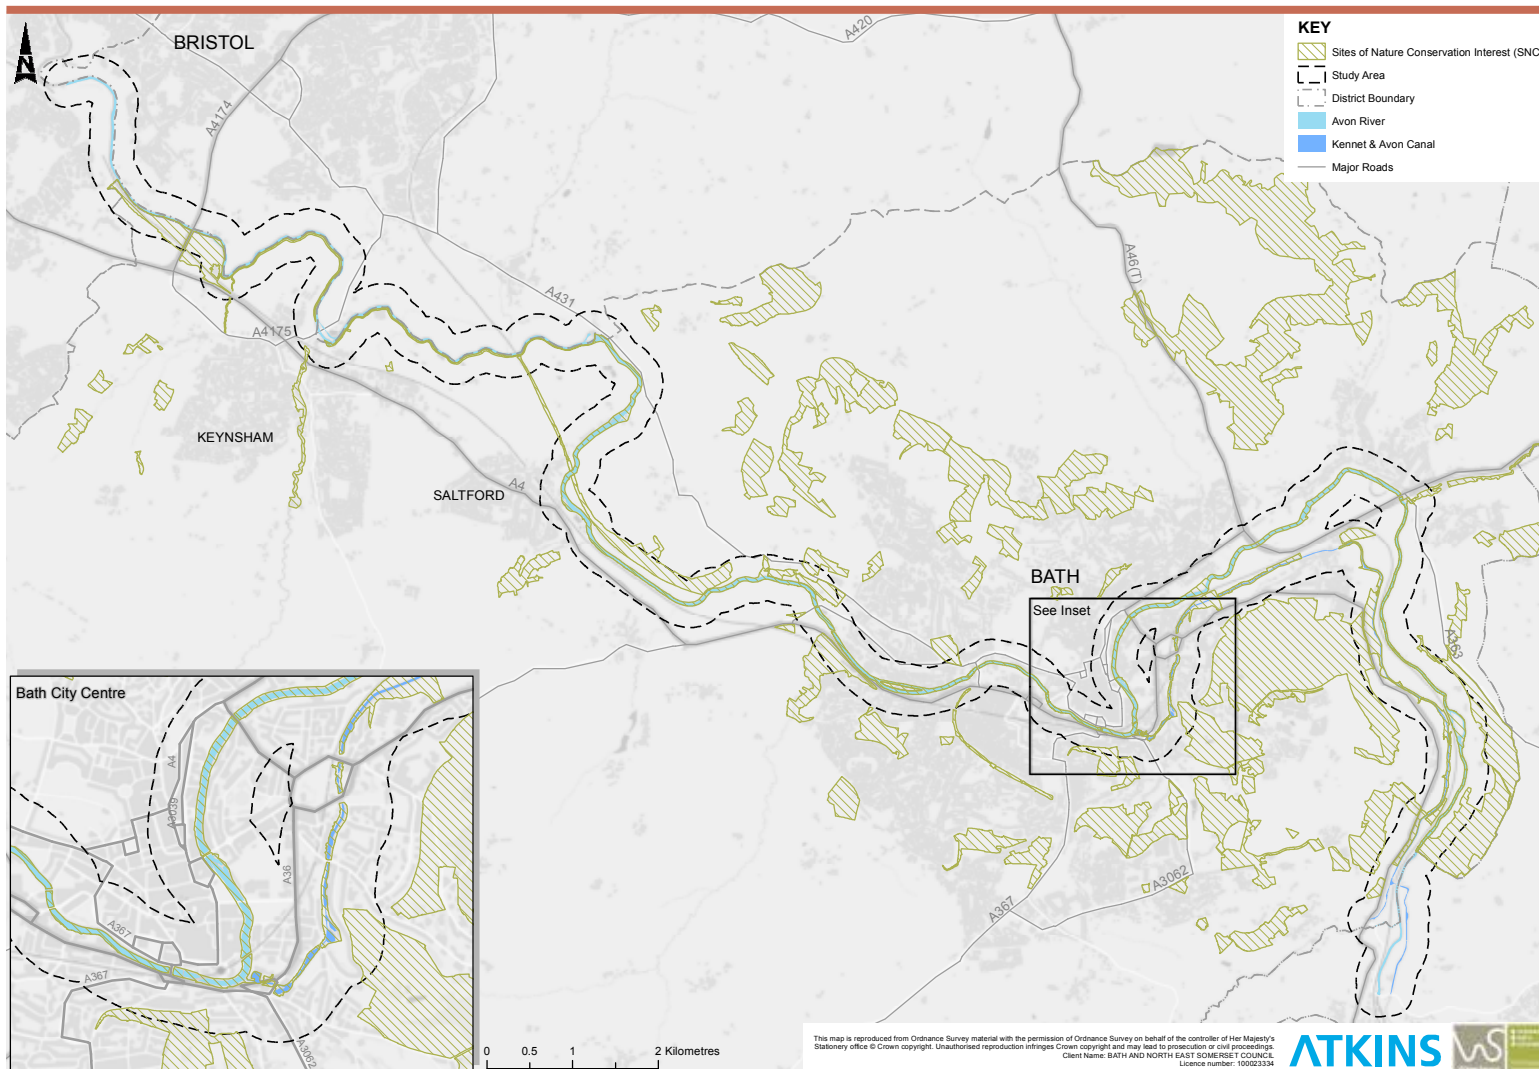 BRISTOL
A420
A4174
N
KEY
Sites of Nature Conservation Interest (SNC
Study Area
District Boundary
Avon River
Kennet & Avon Canal
Major Roads
A46(T)
A431
A4175
KEYNSHAM
SALTFORD
A4
BATH
See Inset
A363
A3062
A367
Bath City Centre
A4
A3039
A36
A367
A367
A3062
0 0.5 1 2 Kilometres
This map is reproduced from Ordnance Survey material with the permission of Ordnance Survey on behalf of the controller of Her Majesty's
Stationery office © Crown copyright. Unauthorised reproduction infringes Crown copyright and may lead to prosecution or civil proceedings.
Client Name: BATH AND NORTH EAST SOMERSET COUNCIL
Licence number: 100023334
ATKINS